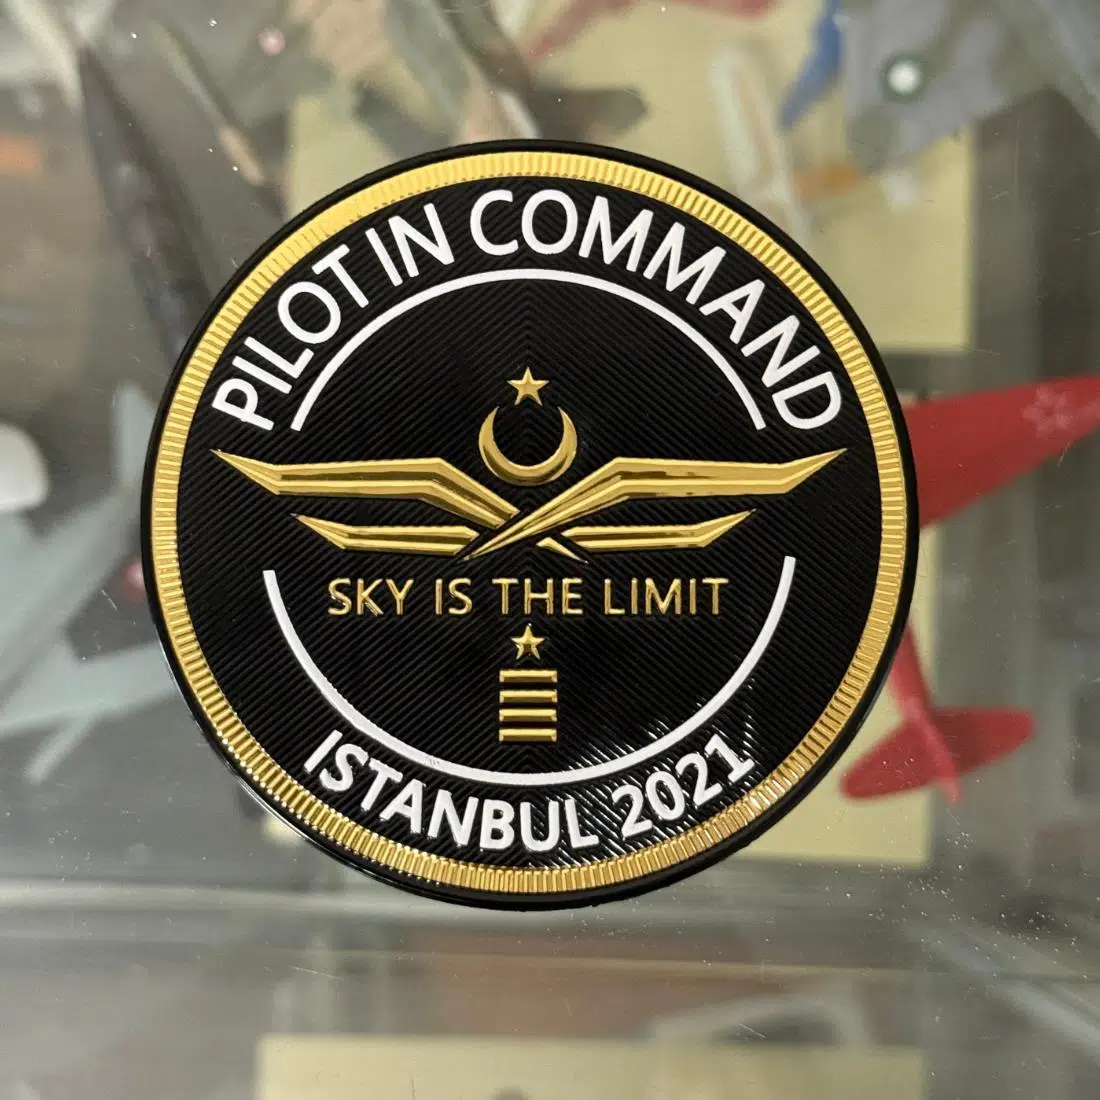 PILOT IN COMMAND
SKY IS THE LIMIT
ISTANBUL 2021